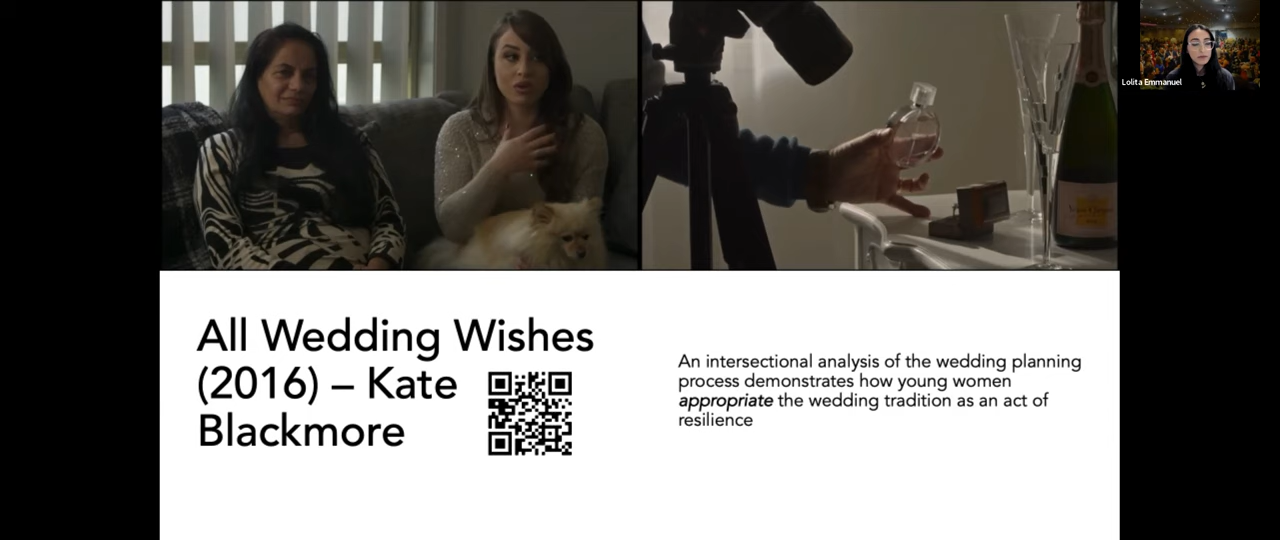 Lolita Emmanuel
All Wedding Wishes
(2016) – Kate
Blackmore
An intersectional analysis of the wedding planning
process demonstrates how young women
appropriate the wedding tradition as an act of
resilience